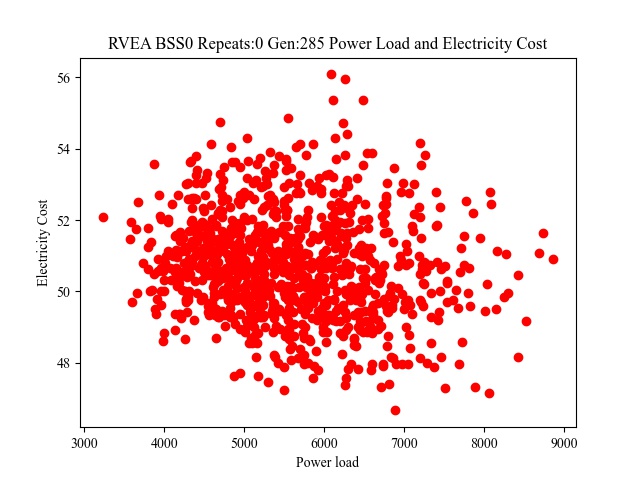 RVEA BSS0 Repeats:0 Gen:285 Power Load and Electricity Cost
56
54
52
50
48
Electricity Cost
3000 4000 5000 6000 7000 8000 9000
Power load